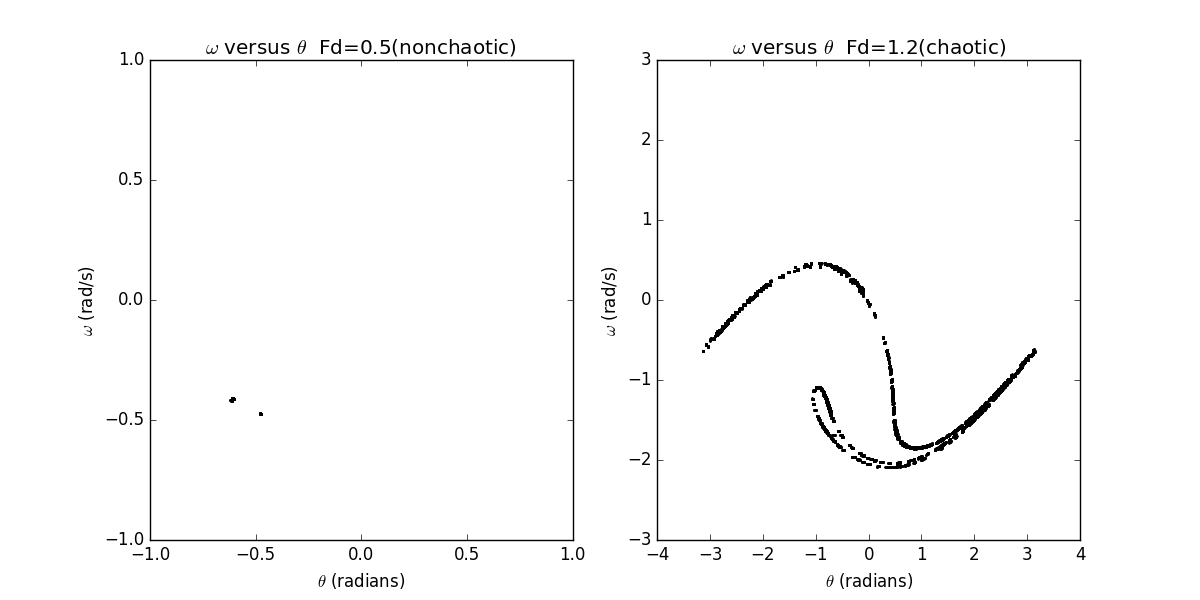 ω versus θ  Fd=0.5(nonchaotic)
1.0
0.5
0.0
−0.5
−1.0
ω (rad/s)
−1.0 −0.5 0.0 0.5 1.0
θ (radians)
ω versus θ  Fd=1.2(chaotic)
3
2
1
0
−1
−2
−3
ω (rad/s)
−4 −3 −2 −1 0 1 2 3 4
θ (radians)